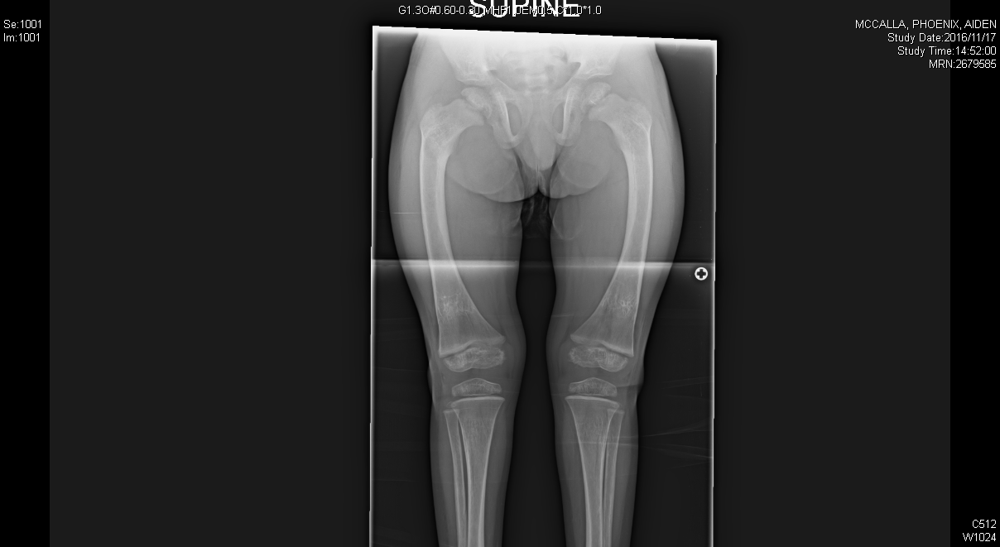 SUPINE
Se:1001
Im:1001
MCCALLA, PHOENIX, AIDEN
Study Date:2016/11/17
Study Time:14:52:00
MRN:2679585
C512
W1024